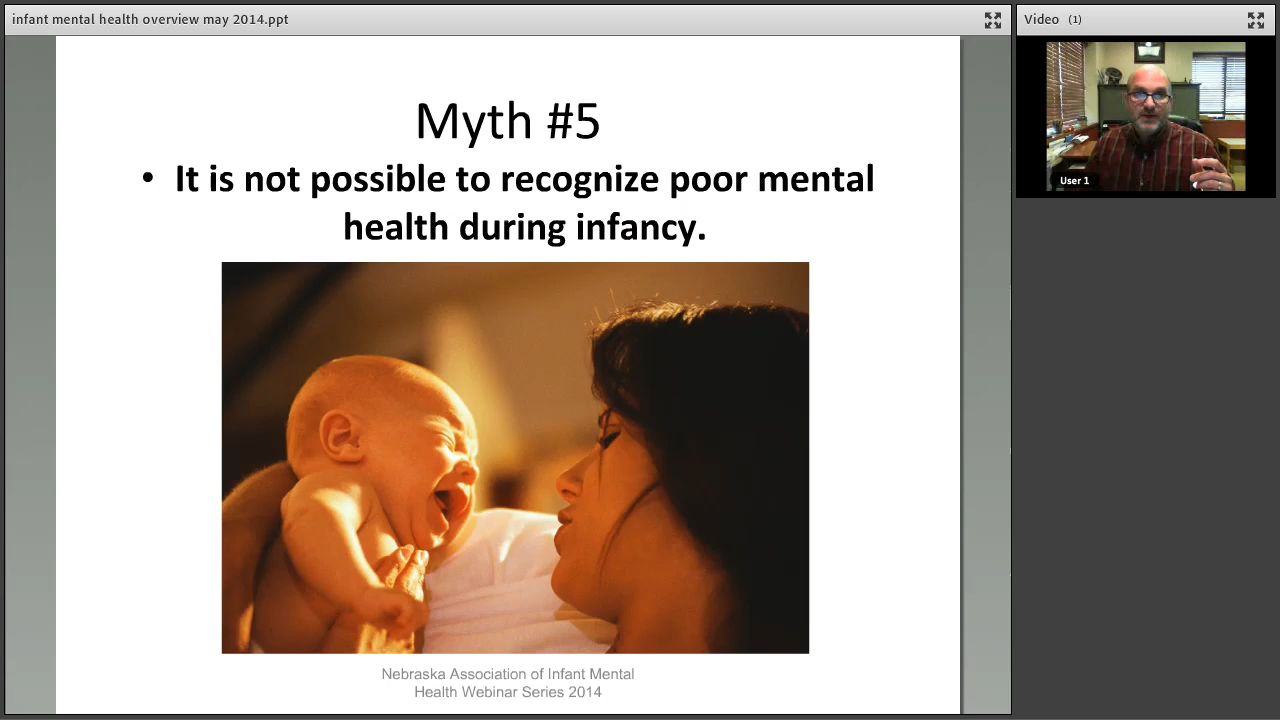 infant mental health overview may 2014.ppt
Video (1)
Myth #5
• It is not possible to recognize poor mental
health during infancy.
User 1
Nebraska Association of Infant Mental
Health Webinar Series 2014